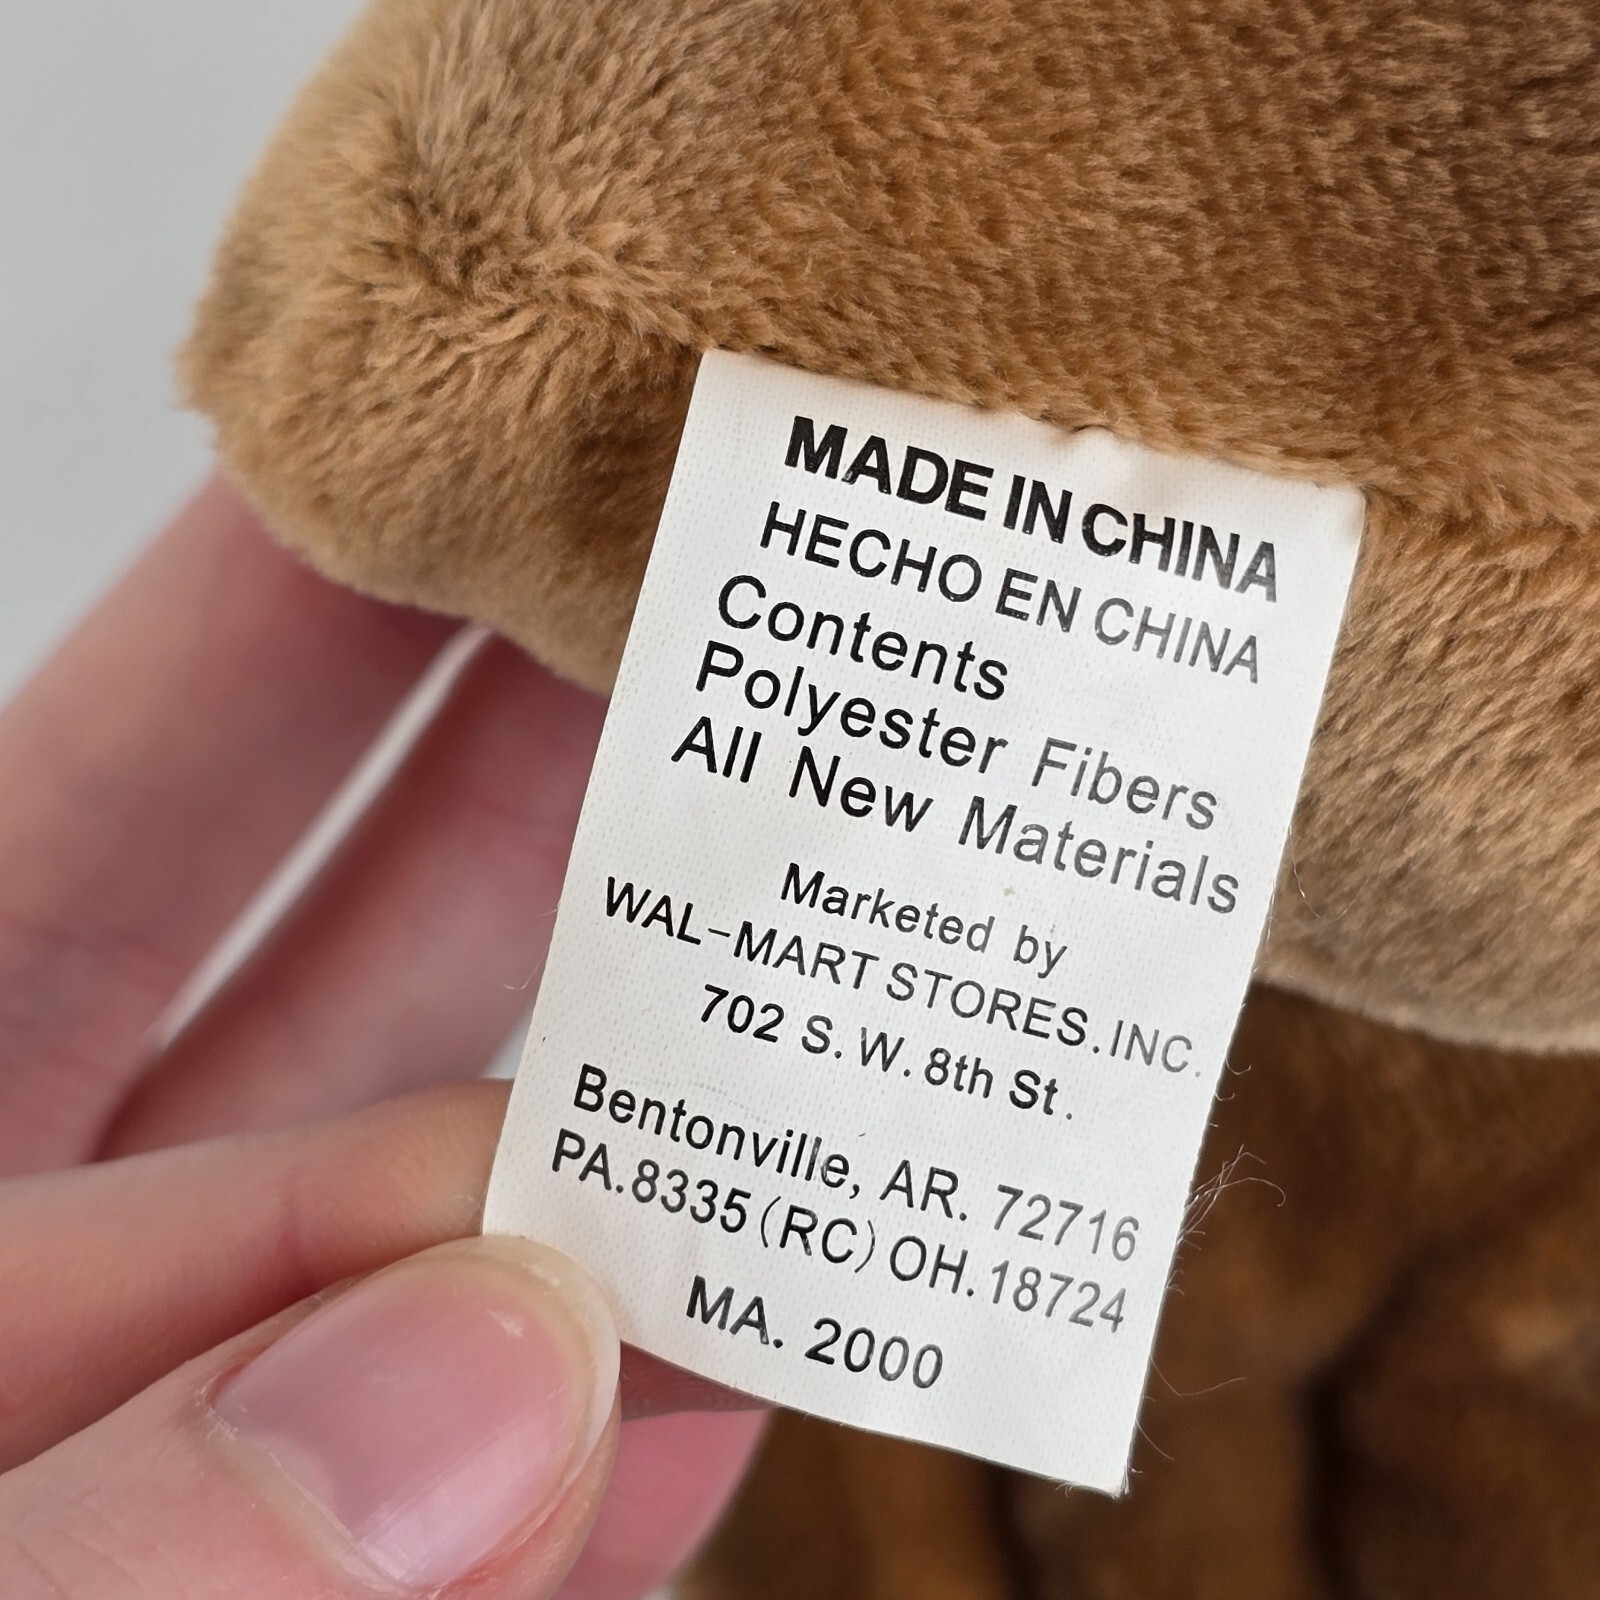 MADE IN CHINA
HECHO EN CHINA
Contents
Polyester Fibers
All New Materials
Marketed by
WAL-MART STORES.INC.
702 S.W.8th St.
Bentonville, AR. 72716
PA.8335(RC) OH.18724
MA. 2000